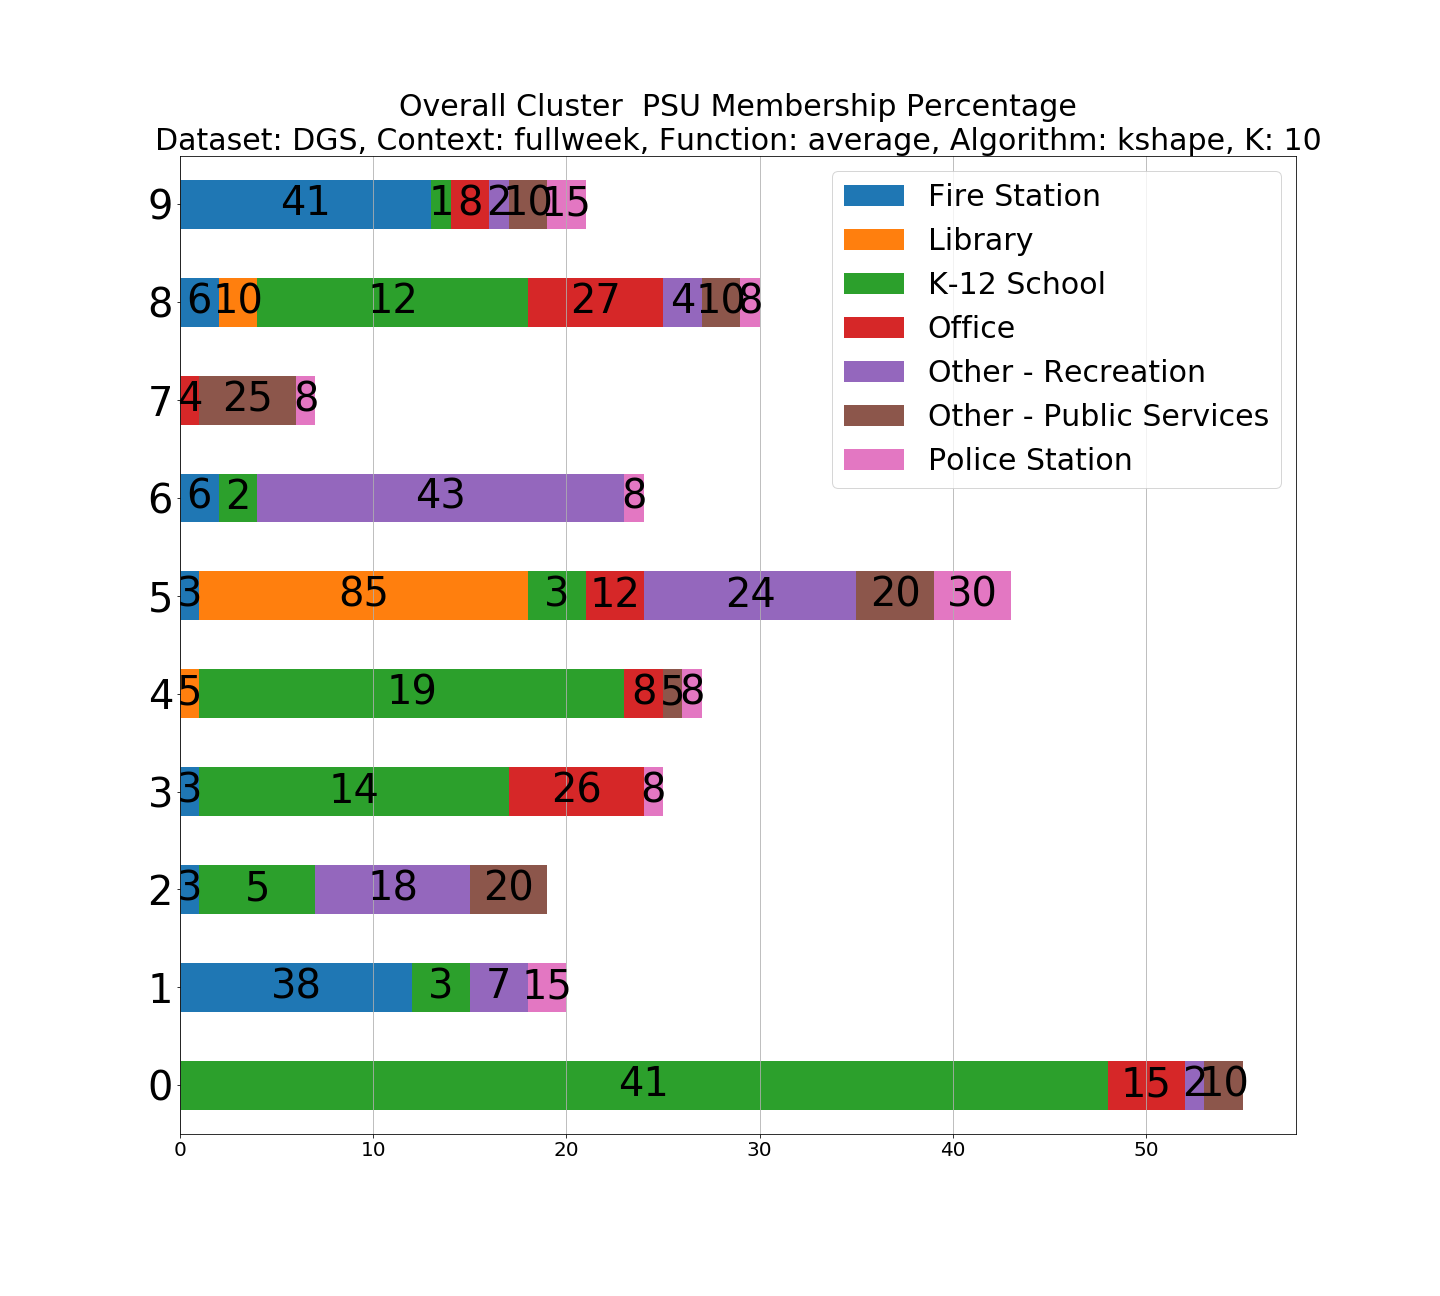 Overall Cluster  PSU Membership Percentage
Dataset: DGS, Context: fullweek, Function: average, Algorithm: kshape, K: 10
Fire Station
Library
K-12 School
Office
Other - Recreation
Other - Public Services
Police Station
9 41 1 8 2 10 15
8 6 10 12 27 4 10 8
7 4 25 8
6 6 2 43 8
5 3 85 3 12 24 20 30
4 5 19 8 5 8
3 3 14 26 8
2 3 5 18 20
1 38 3 7 15
0 41 15 2 10
0 10 20 30 40 50